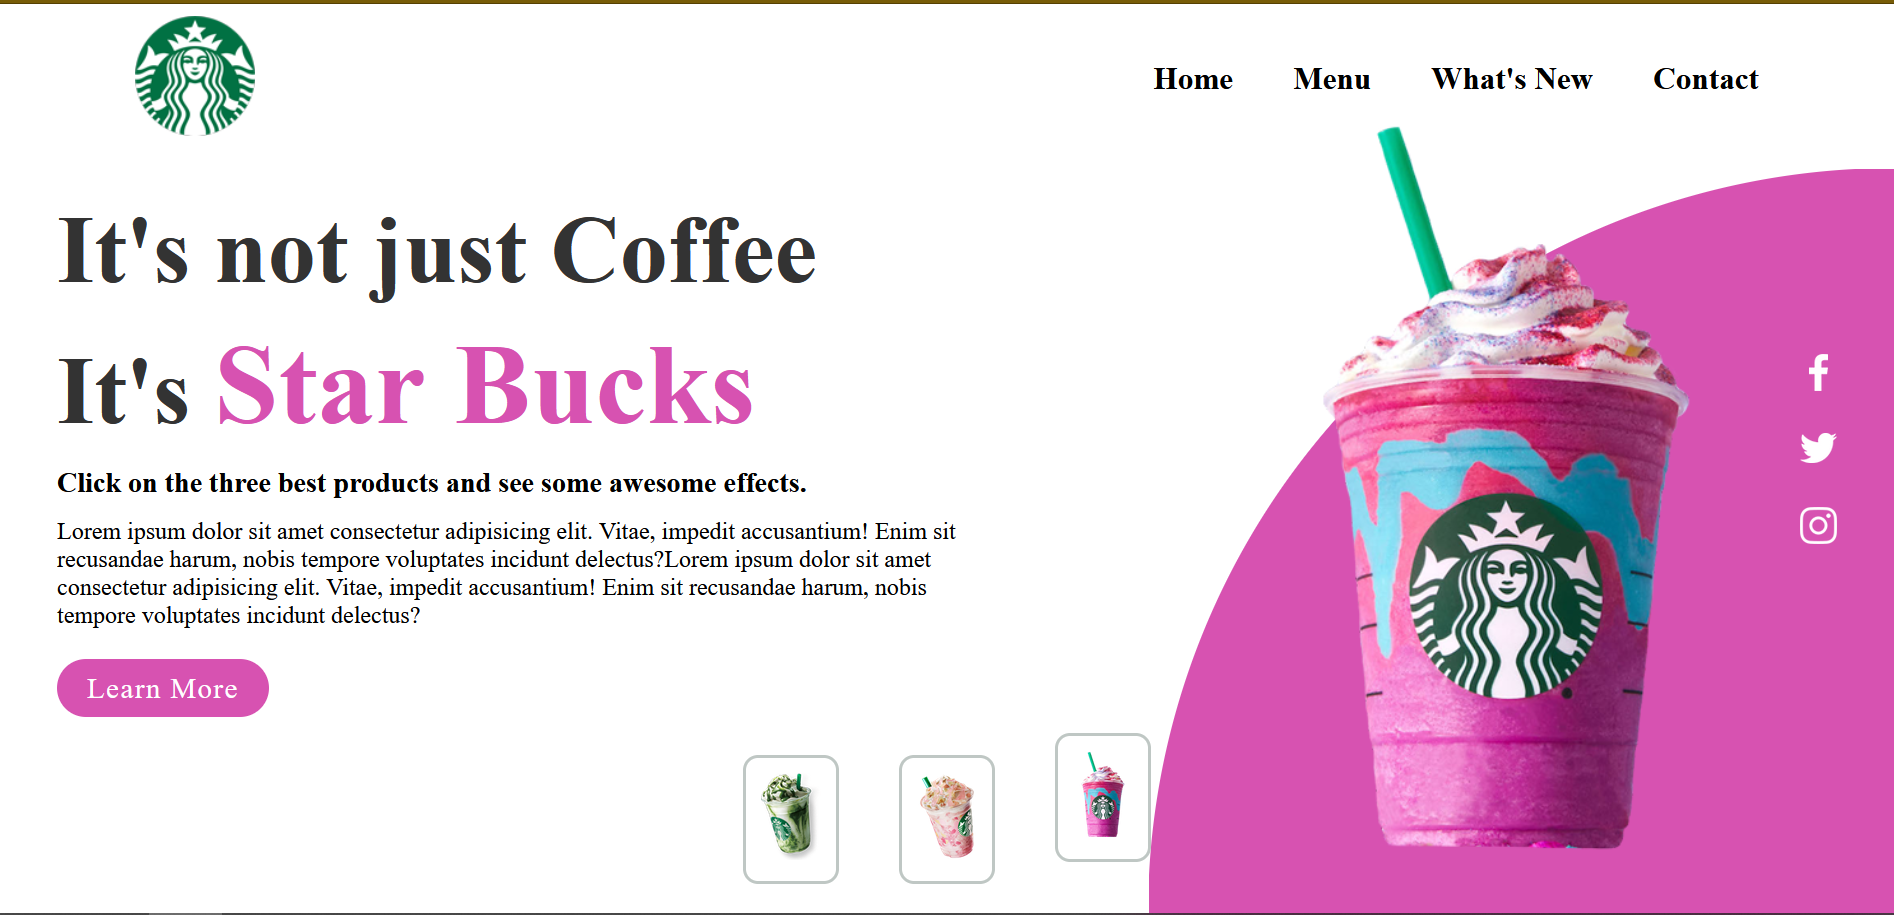 Home Menu What's New Contact
It's not just Coffee
It's Star Bucks
Click on the three best products and see some awesome effects.
Lorem ipsum dolor sit amet consectetur adipisicing elit. Vitae, impedit accusantium! Enim sit
recusandae harum, nobis tempore voluptates incidunt delectus?Lorem ipsum dolor sit amet
consectetur adipisicing elit. Vitae, impedit accusantium! Enim sit recusandae harum, nobis
tempore voluptates incidunt delectus?
Learn More